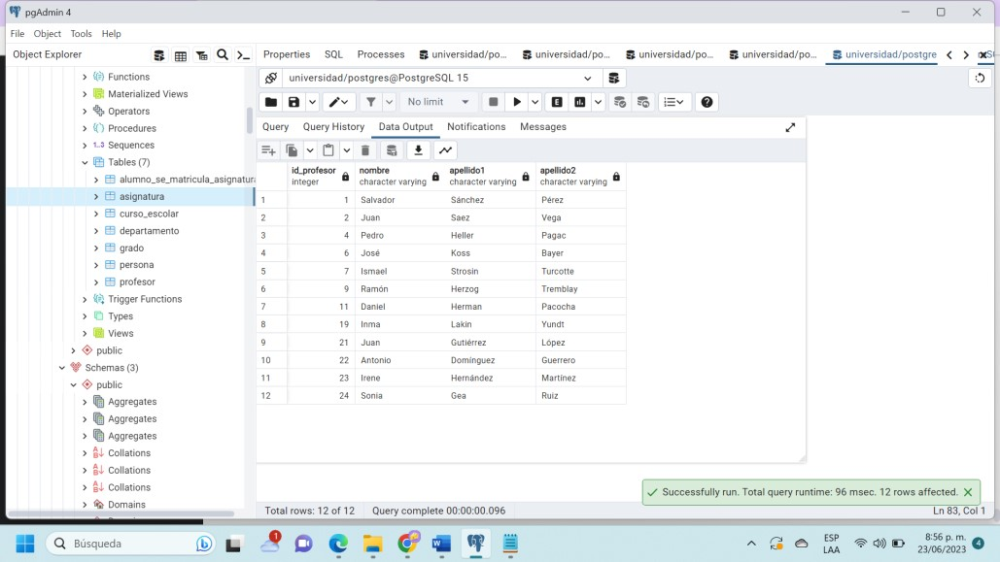 pgAdmin 4
File Object Tools Help
Object Explorer
Properties SQL Processes universidad/po... universidad/po... universidad/po... universidad/po... universidad/postgre
universidad/postgres@PostgreSQL 15
No limit
E
Query Query History Data Output Notifications Messages
Functions
Materialized Views
Operators
Procedures
1..3 Sequences
Tables (7)
alumno_se_matricula_asignatura
asignatura
curso_escolar
departamento
grado
persona
profesor
Trigger Functions
Types
Views
public
Schemas (3)
public
Aggregates
Aggregates
Aggregates
Collations
Collations
Collations
Domains
id_profesor nombre apellido1 apellido2
integer character varying character varying character varying
1 1 Salvador Sánchez Pérez
2 2 Juan Saez Vega
3 4 Pedro Heller Pagac
4 6 José Koss Bayer
5 7 Ismael Strosin Turcotte
6 9 Ramón Herzog Tremblay
7 11 Daniel Herman Pacocha
8 19 Inma Lakin Yundt
9 21 Juan Gutiérrez López
10 22 Antonio Domínguez Guerrero
11 23 Irene Hernández Martínez
12 24 Sonia Gea Ruiz
Successfully run. Total query runtime: 96 msec. 12 rows affected.
Total rows: 12 of 12 Query complete 00:00:00.096 Ln 83, Col 1
Búsqueda
1
ESP
LAA
8:56 p. m.
23/06/2023
4